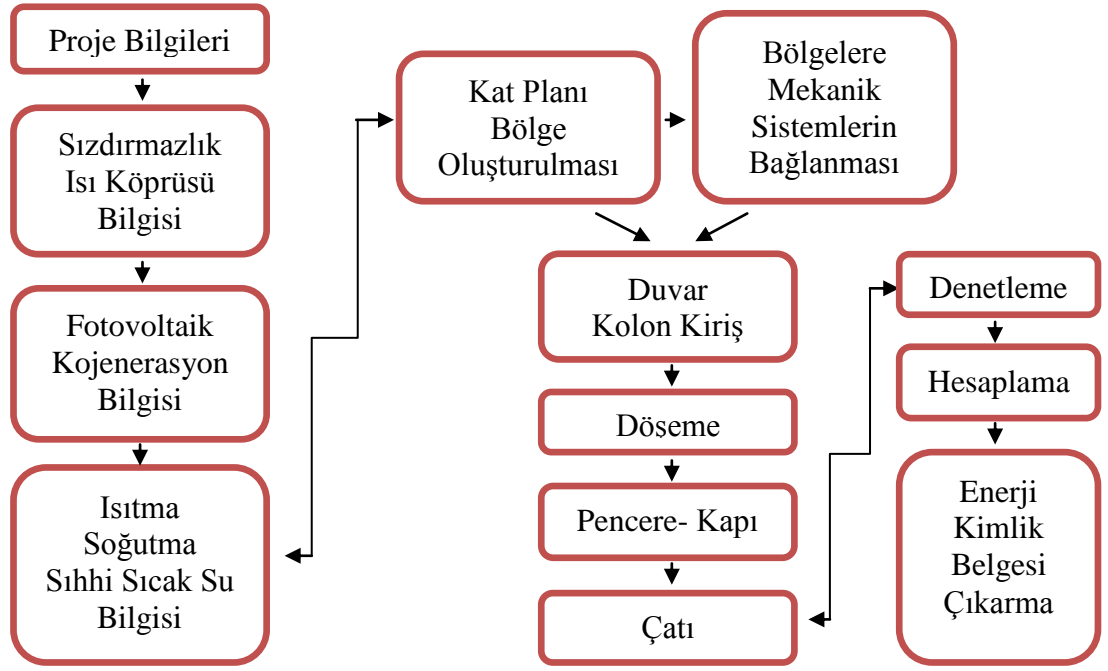 Proje Bilgileri
Sızdırmazlık
Isı Köprüsü
Bilgisi
Fotovoltaik
Kojenerasyon
Bilgisi
Isıtma
Soğutma
Sıhhi Sıcak Su
Bilgisi
Kat Planı
Bölge
Oluşturulması
Bölgelere
Mekanik
Sistemlerin
Bağlanması
Duvar
Kolon Kiriş
Döşeme
Pencere- Kapı
Çatı
Denetleme
Hesaplama
Enerji
Kimlik
Belgesi
Çıkarma